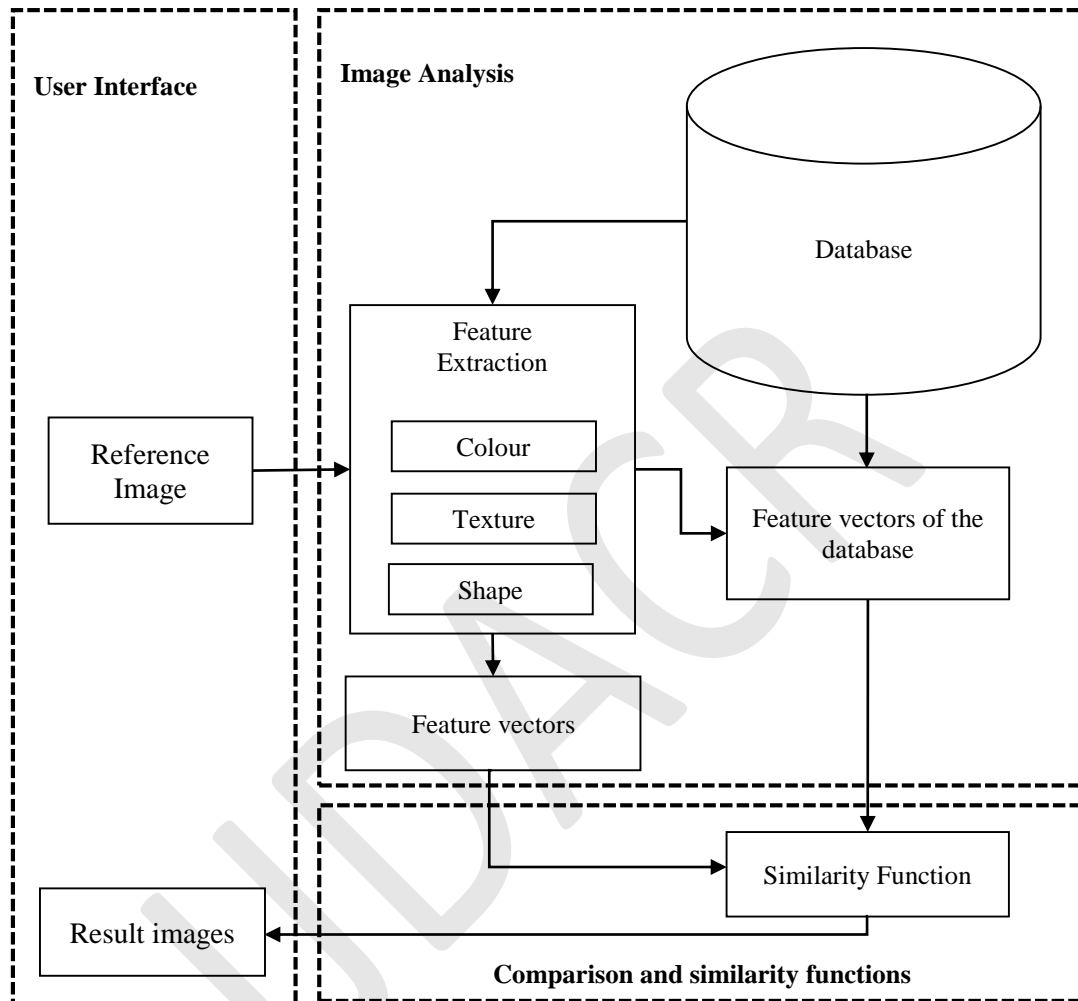 User Interface
Image Analysis
Database
Feature
Extraction
Colour
Texture
Shape
Reference
Image
Feature vectors of the
database
Feature vectors
Similarity Function
Result images
Comparison and similarity functions
IJDACR